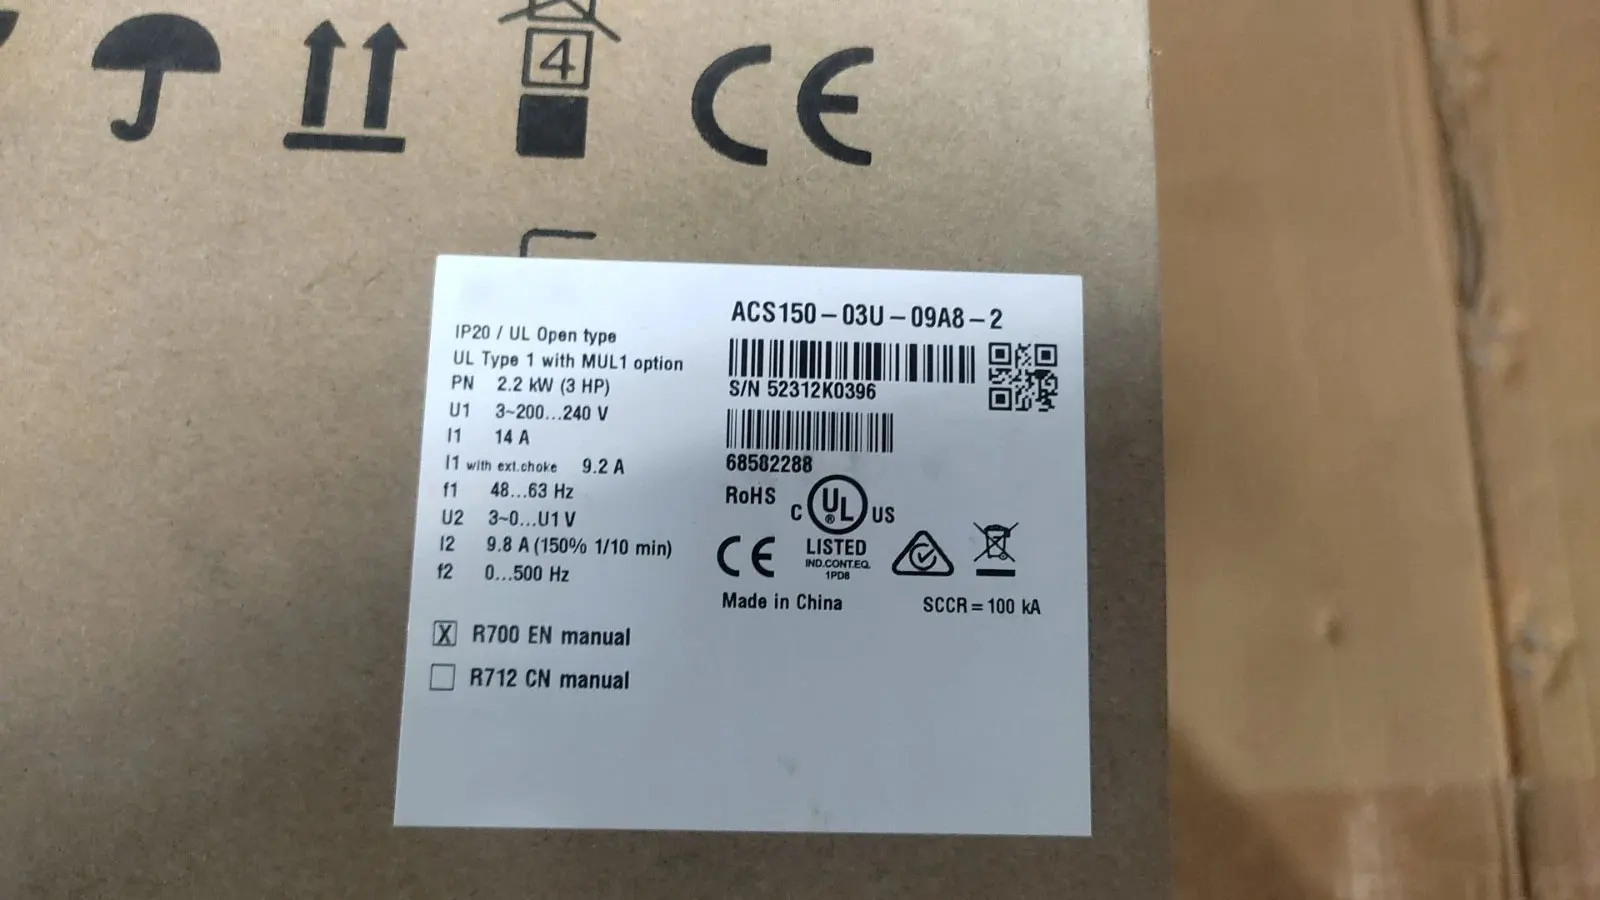 4
CE
IP20 / UL Open type
UL Type 1 with MUL1 option
PN 2.2 kW (3 HP)
U1 3~200...240 V
I1 14 A
I1 with ext.choke 9.2 A
f1 48...63 Hz
U2 3~0...U1 V
I2 9.8 A (150% 1/10 min)
f2 0...500 Hz
X R700 EN manual
R712 CN manual
ACS150-03U-09A8-2
S/N 52312K0396
68582288
RoHS
C UL ® US
LISTED
IND.CONT.EQ.
1PD8
CE
Made in China
SCCR = 100 kA